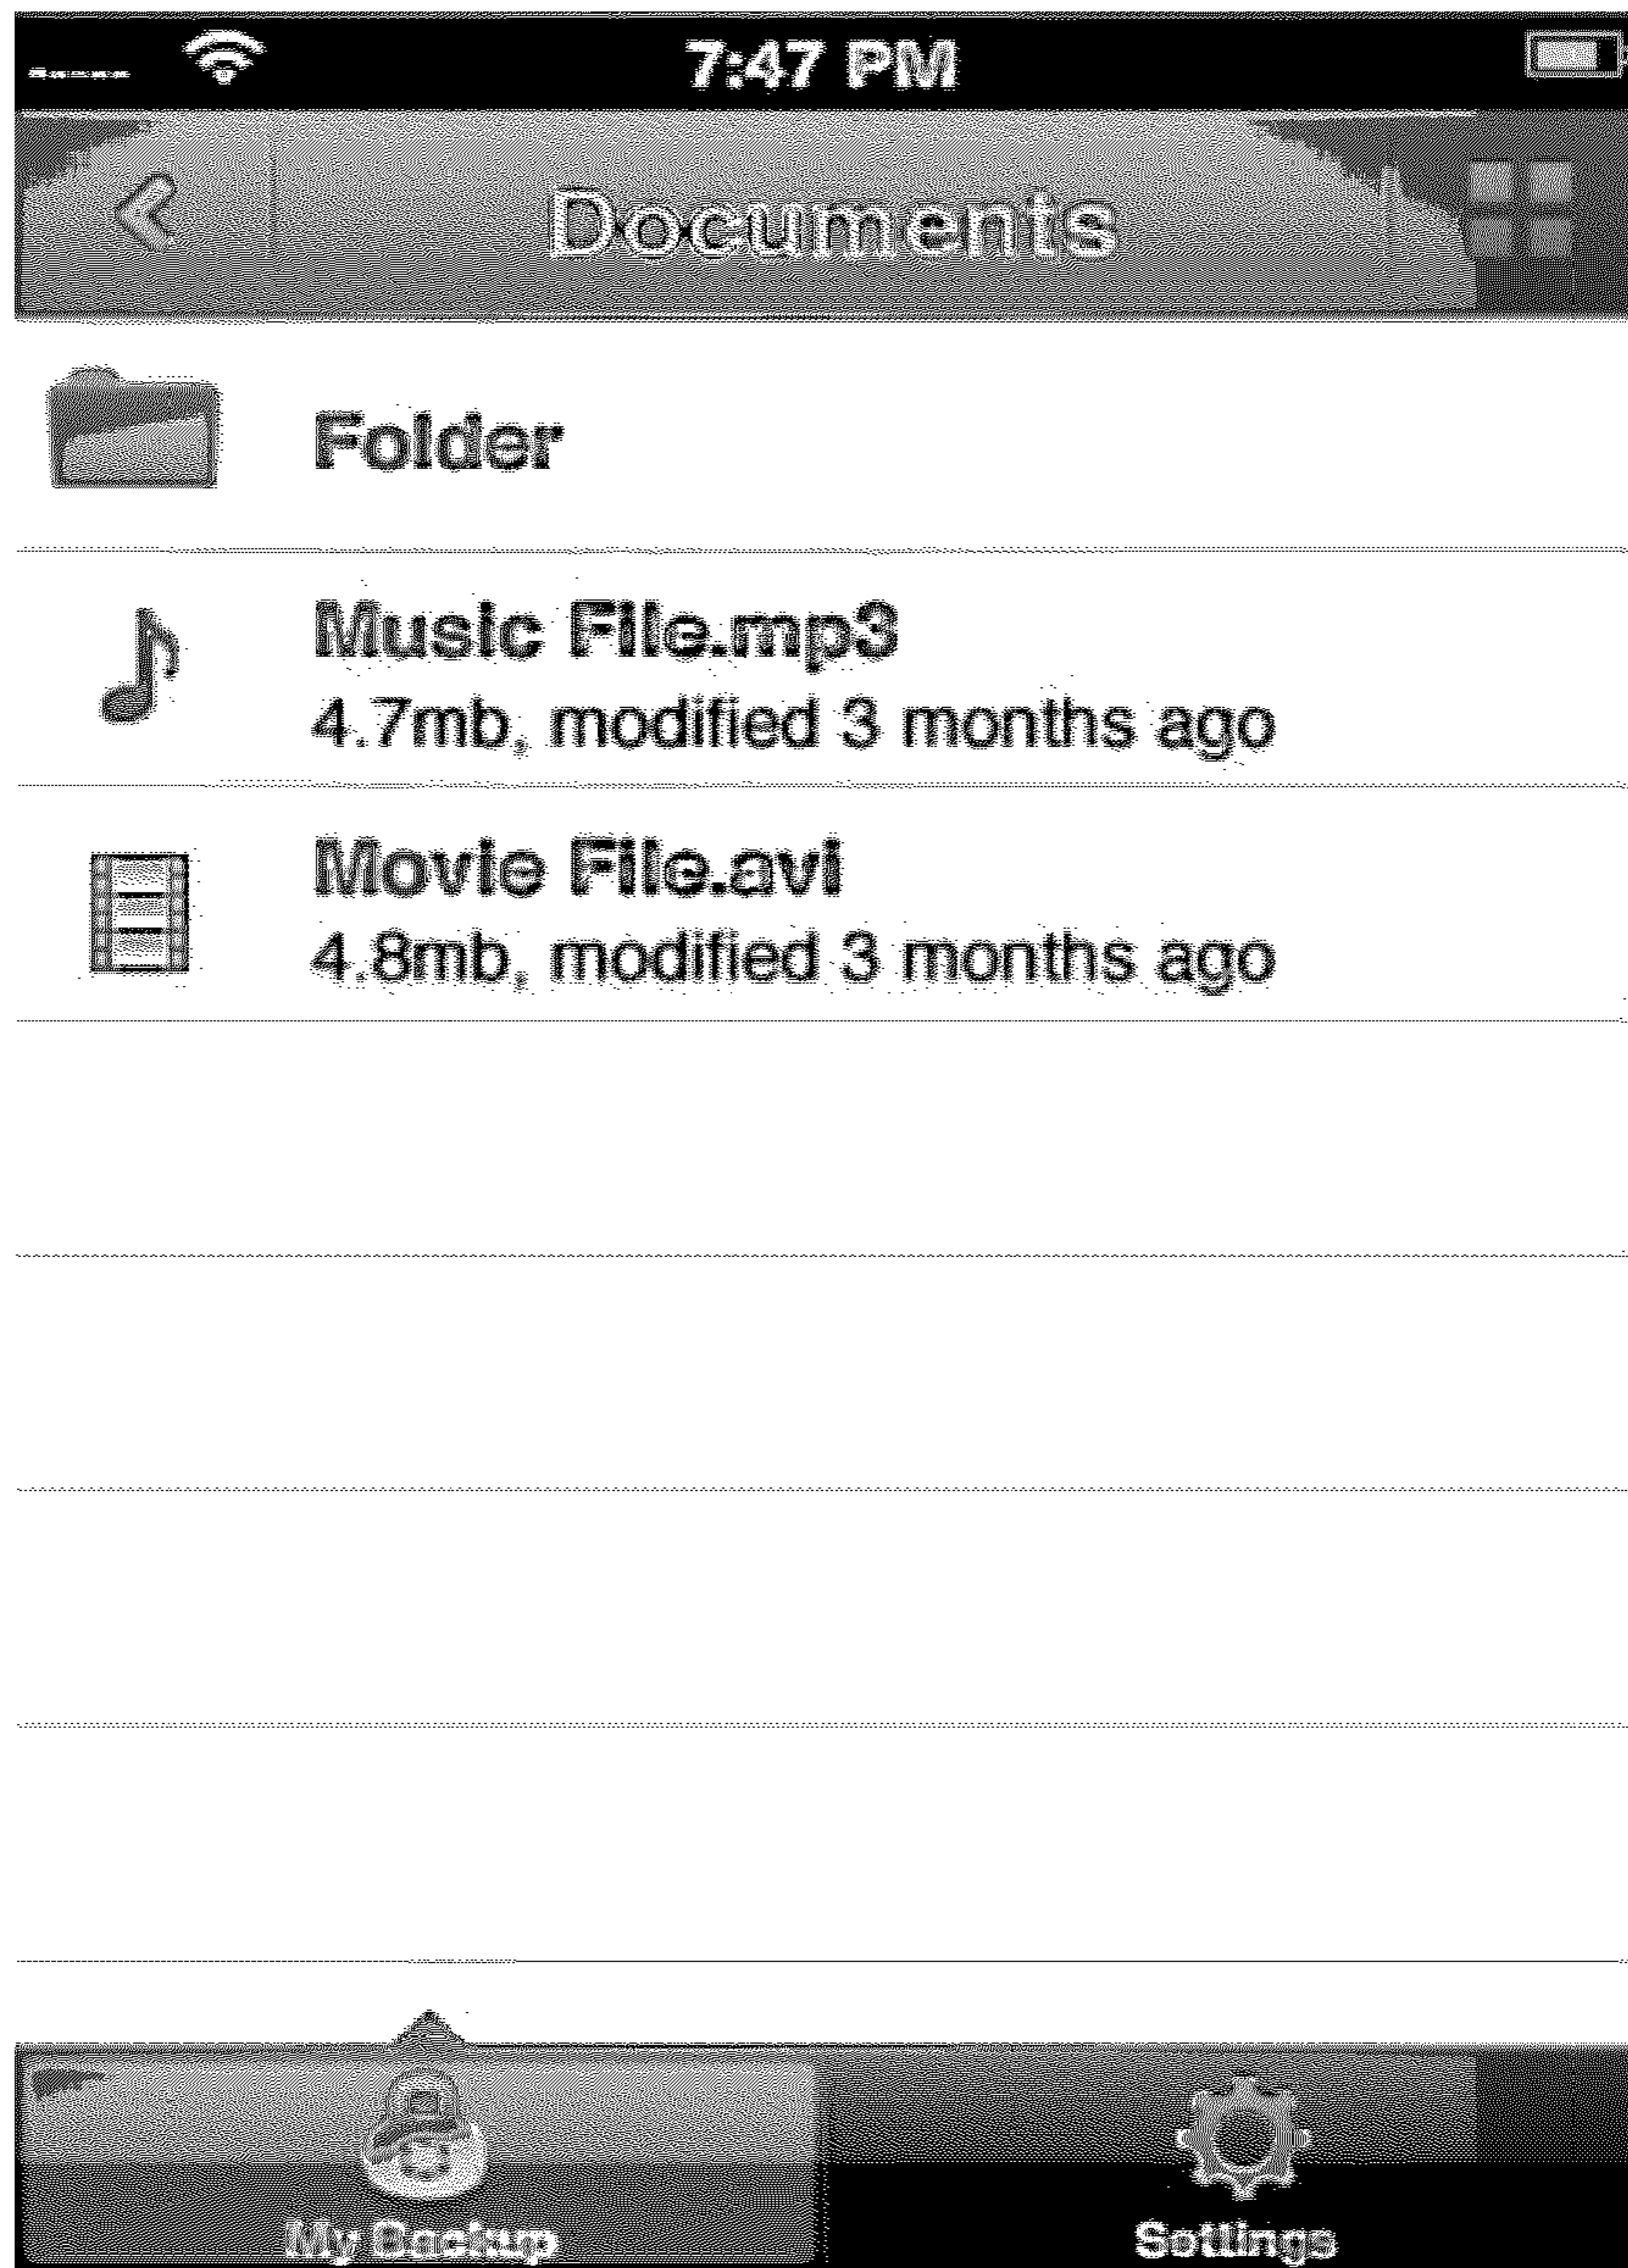 7:47 PM
Documents
Folder
Music File.mp3
4.7mb, modified 3 months ago
Movie File.avi
4.8mb, modified 3 months ago
My Backup
Settings